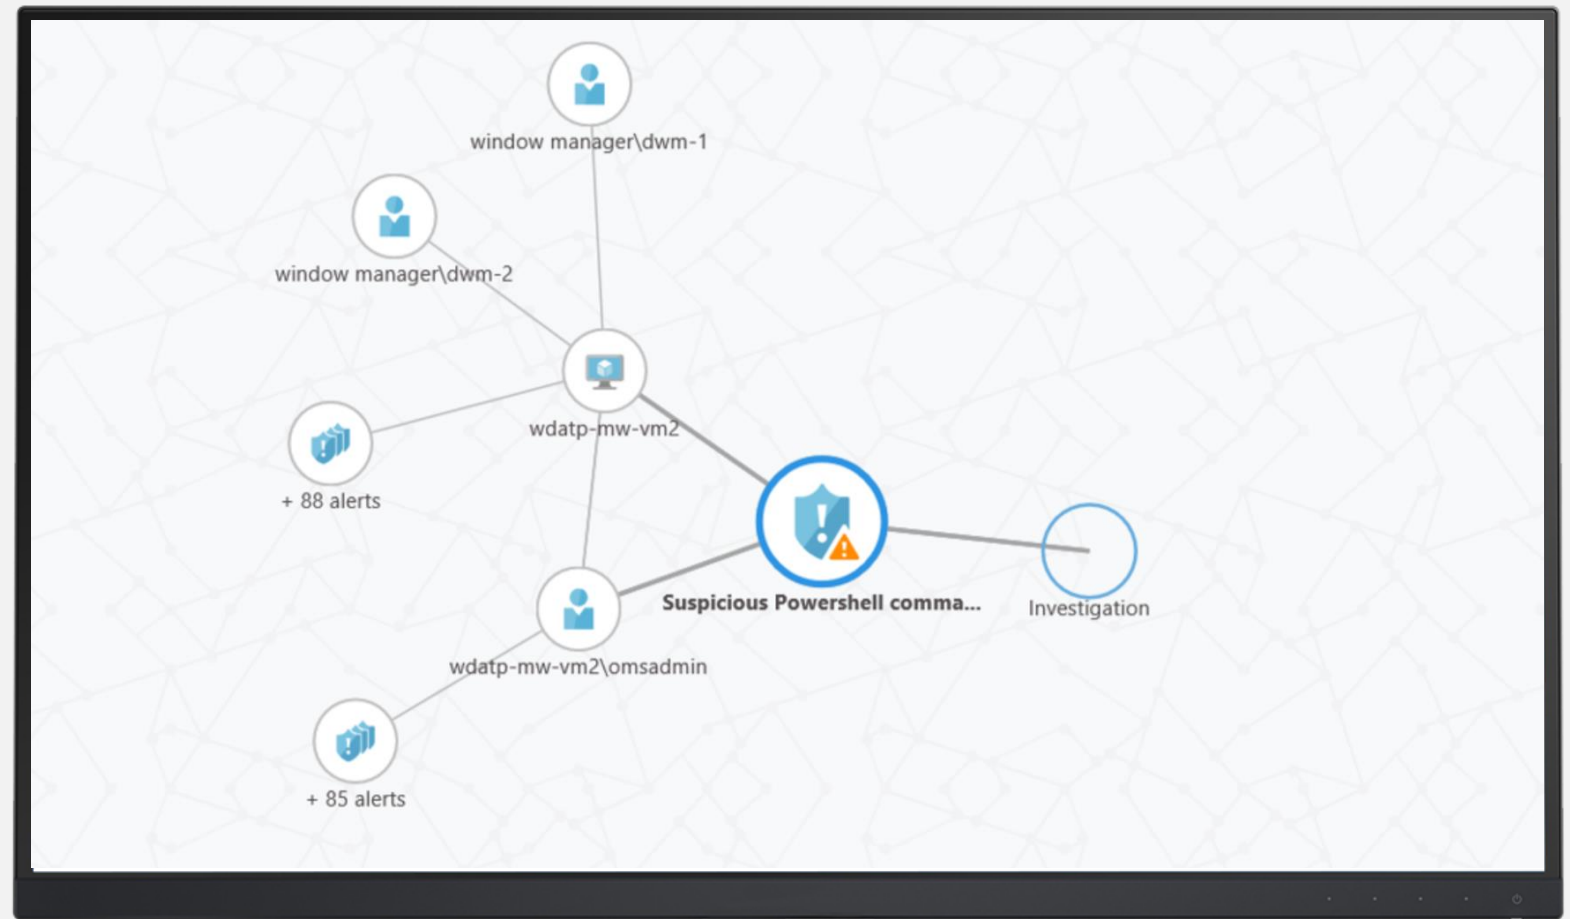 window manager\dwm-1
window manager\dwm-2
wdatp-mw-vm2
+ 88 alerts
Suspicious Powershell comma...
Investigation
wdatp-mw-vm2\omsadmin
+ 85 alerts